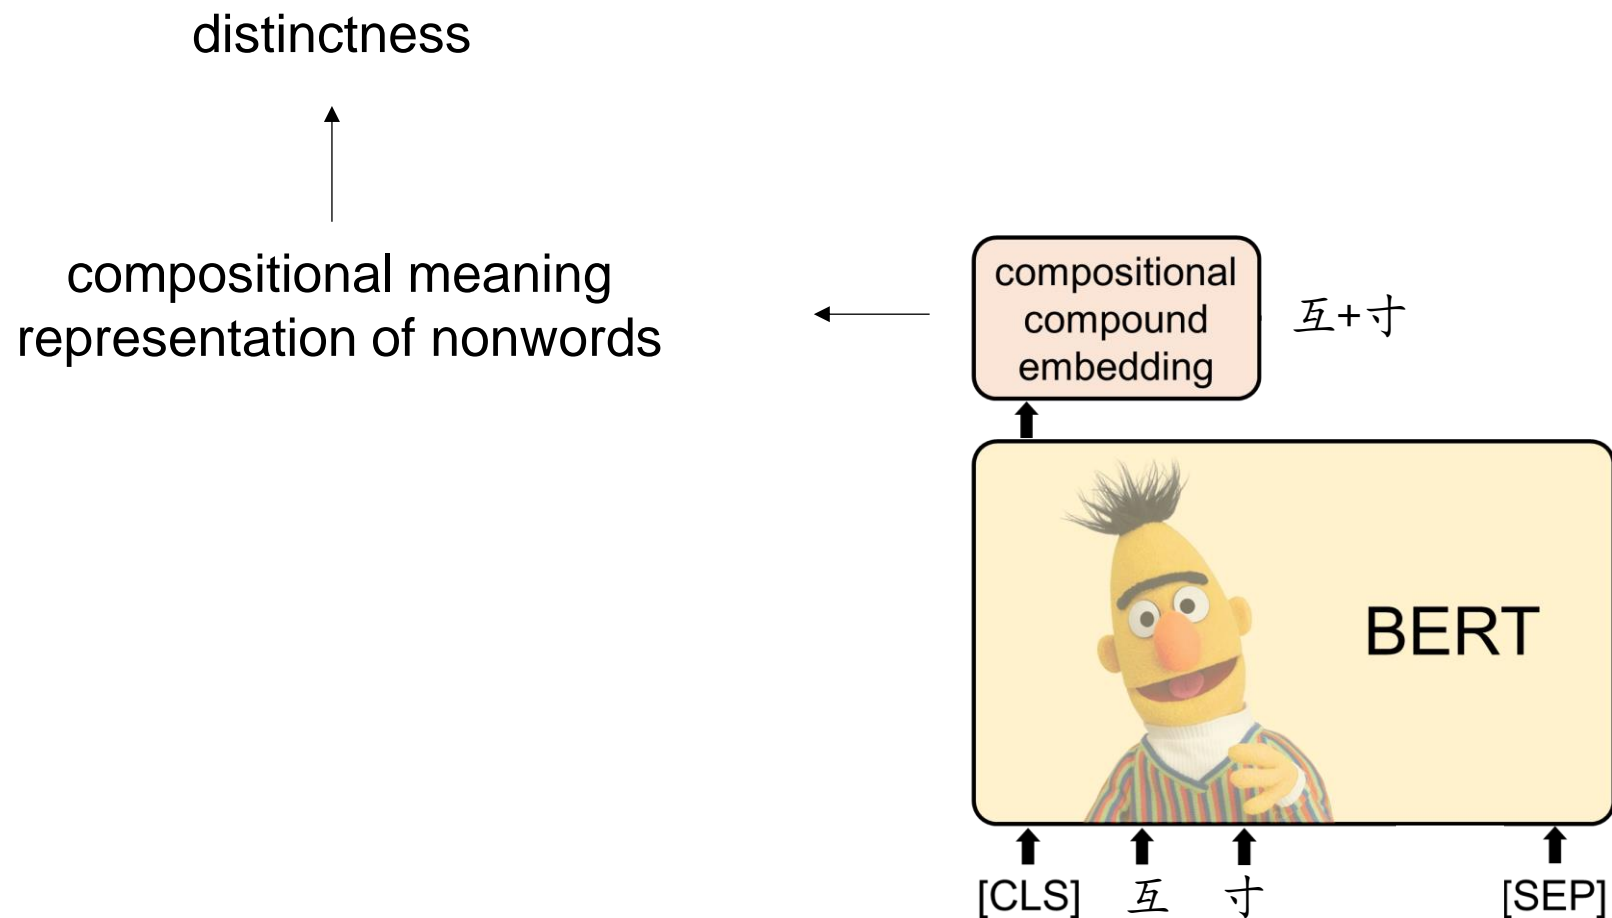 distinctness
compositional meaning
representation of nonwords
compositional
compound
embedding
互+寸
BERT
[CLS] 互 寸 [SEP]